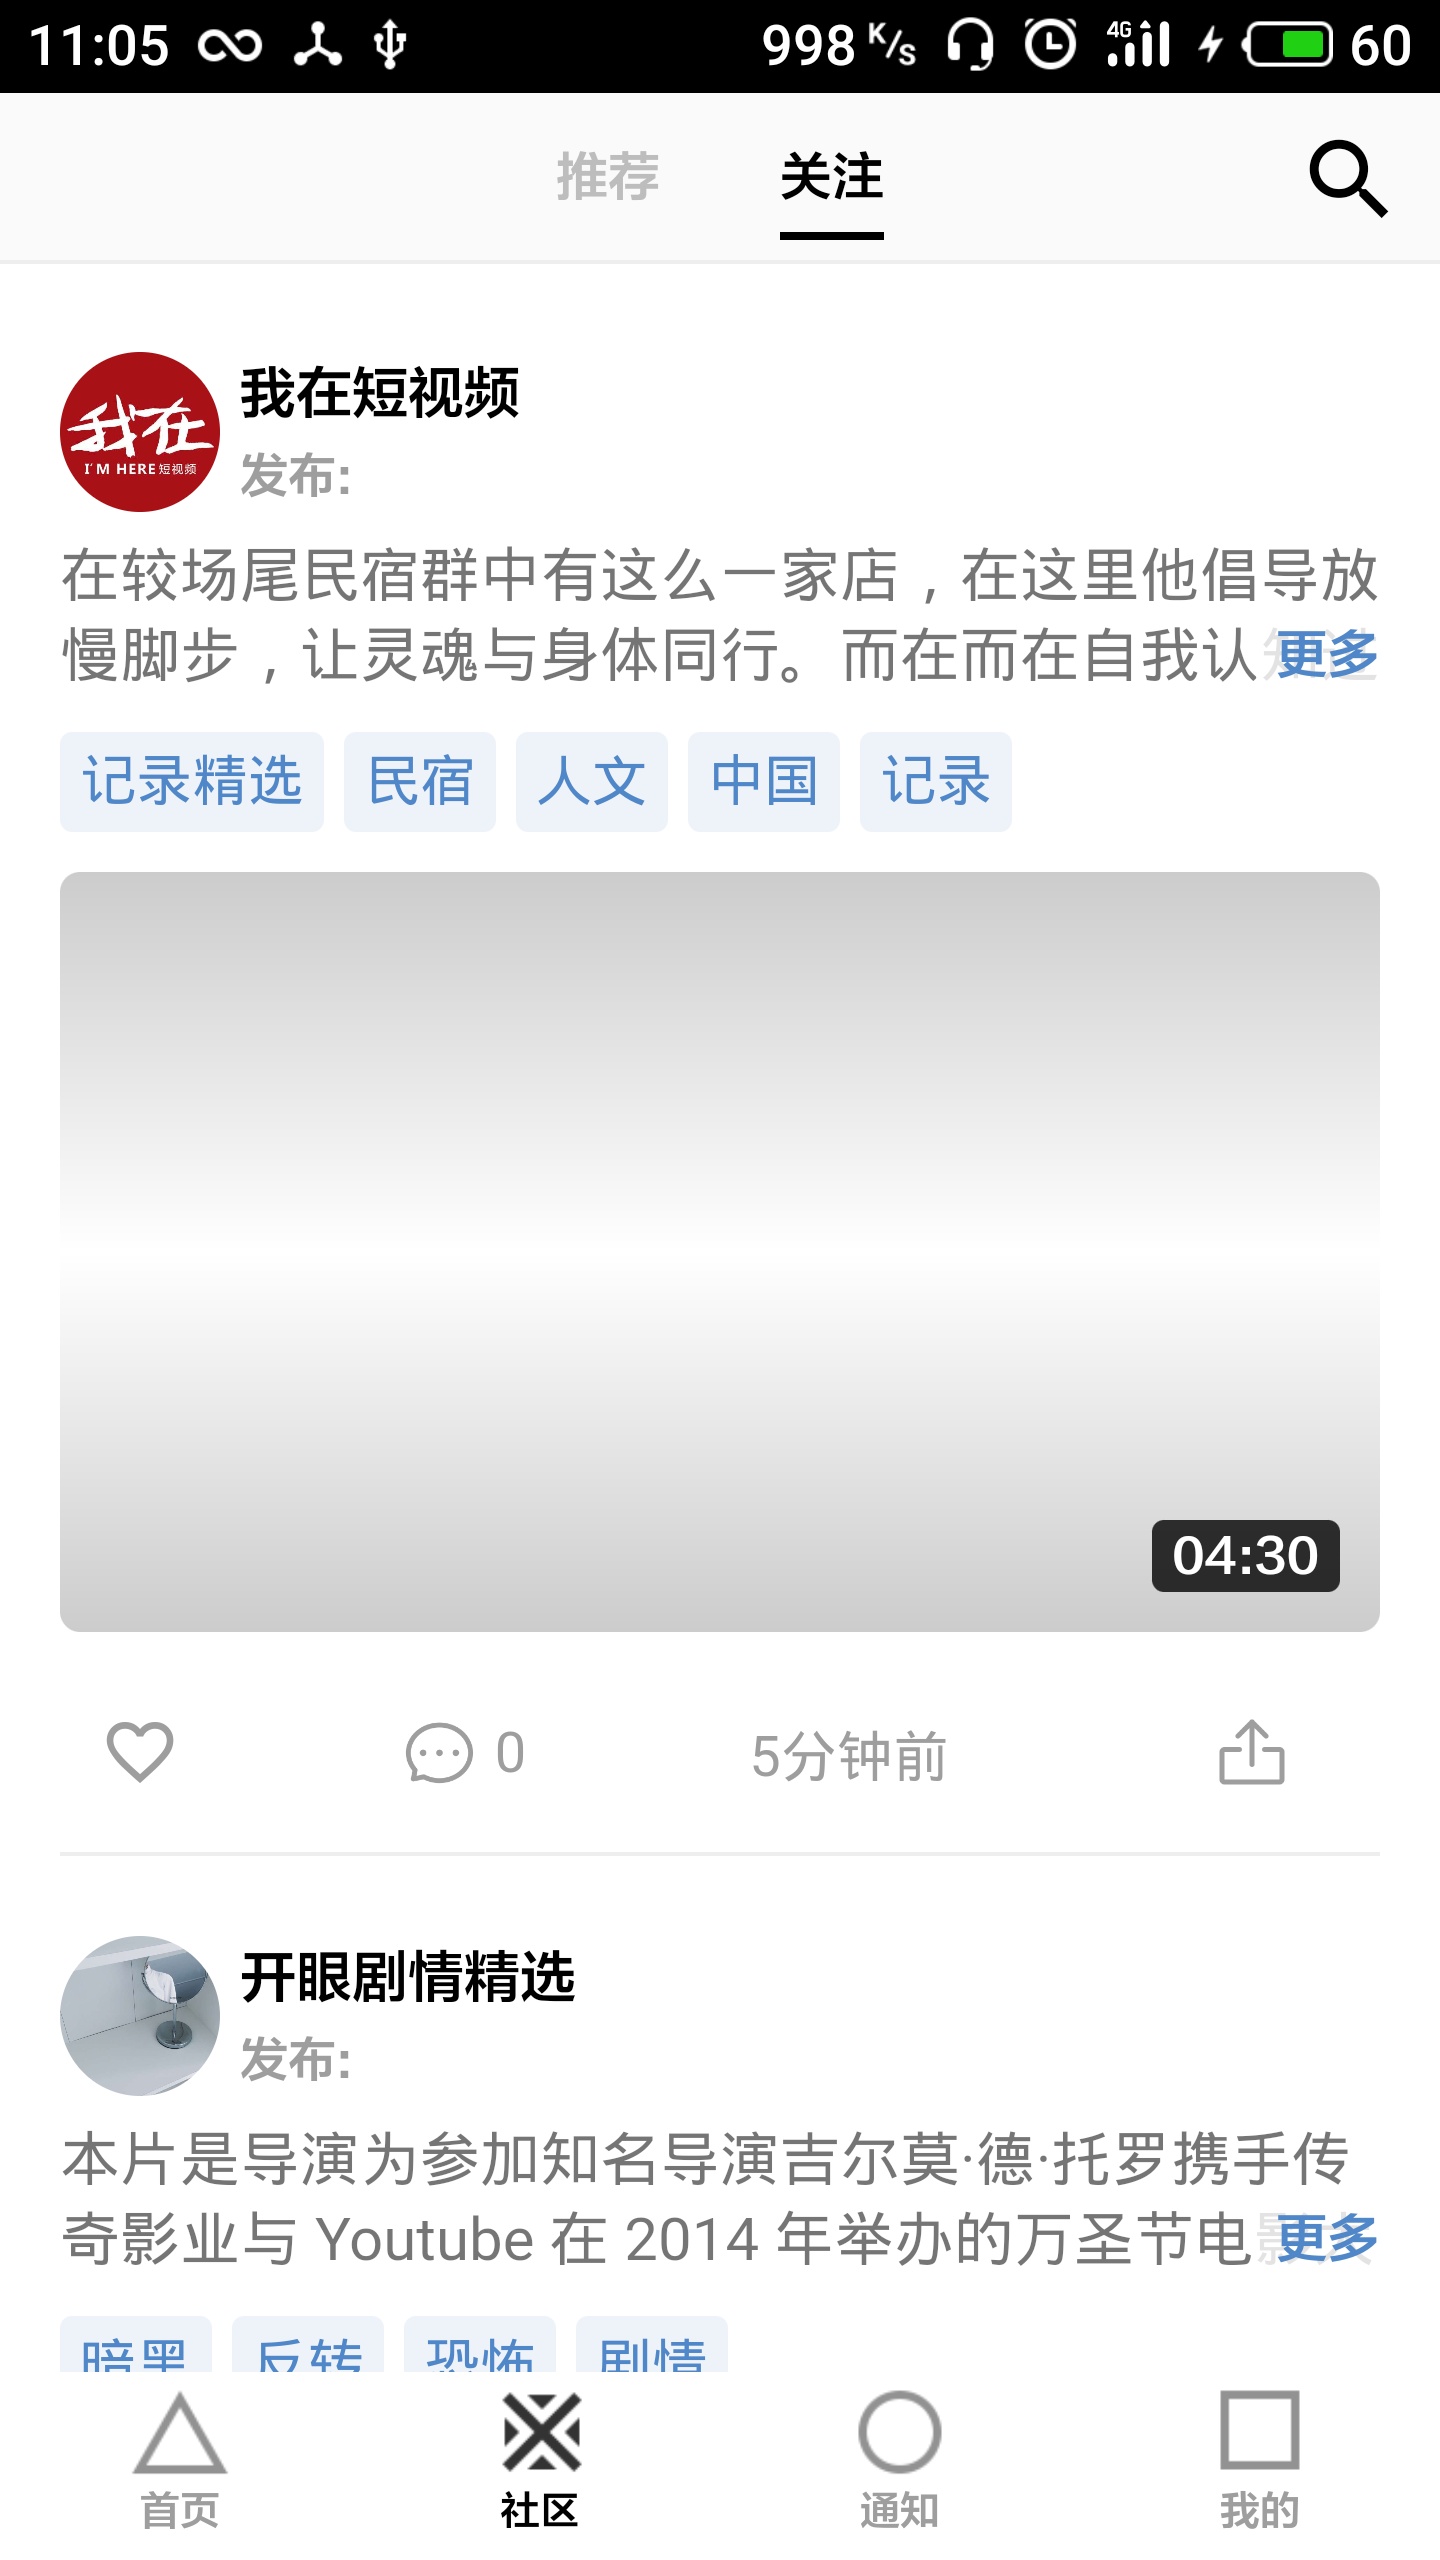 11:05 998 K/s 4G 60
推荐 关注
我在 I'M HERE短视频
我在短视频
发布:
在较场尾民宿群中有这么一家店，在这里他倡导放
慢脚步，让灵魂与身体同行。而在而在自我认 更多
记录精选 民宿 人文 中国 记录
04:30
0 5分钟前
开眼剧情精选
发布:
本片是导演为参加知名导演吉尔莫·德·托罗携手传
奇影业与 Youtube 在 2014 年举办的万圣节电 更多
暗黑 反转 恐怖 剧情
首页 社区 通知 我的